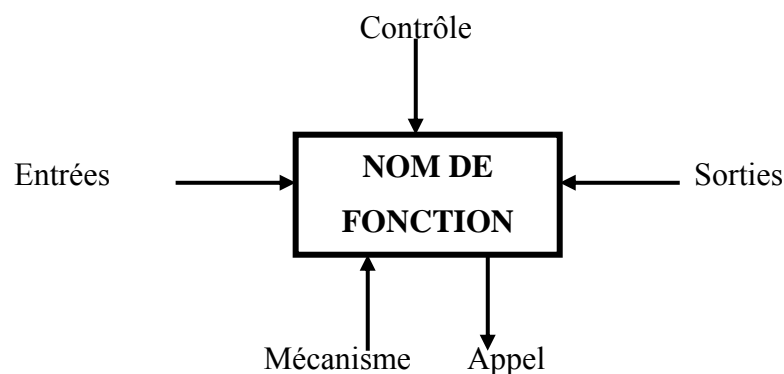 Contrôle
Entrées
NOM DE
FONCTION
Sorties
Mécanisme
Appel